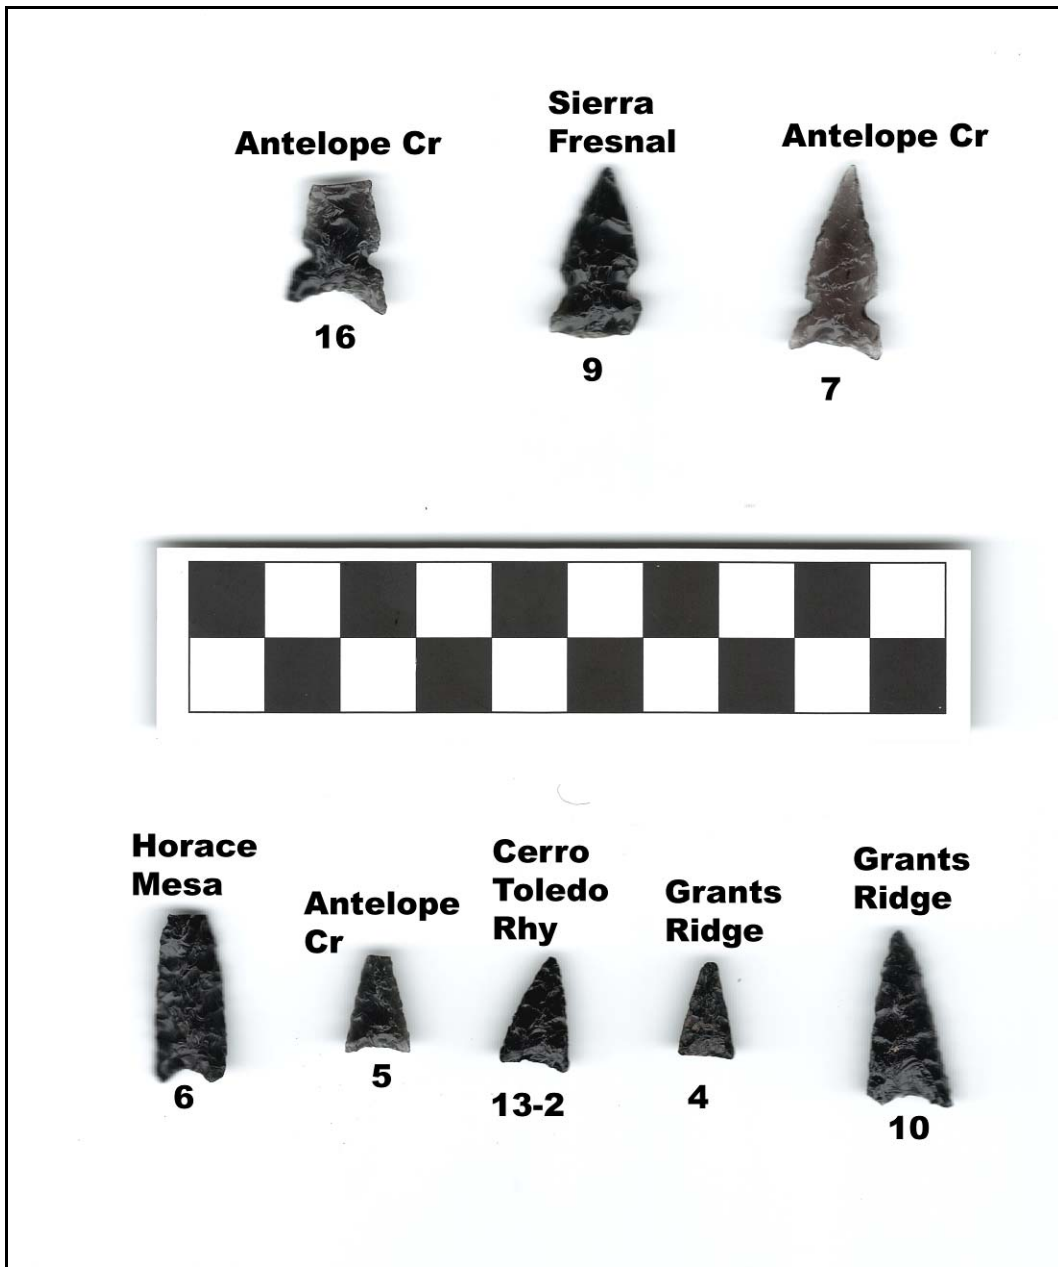 Antelope Cr
16
Sierra
Fresnal
9
Antelope Cr
7
Horace
Mesa
6
Antelope
Cr
5
Cerro
Toledo
Rhy
13-2
Grants
Ridge
4
Grants
Ridge
10